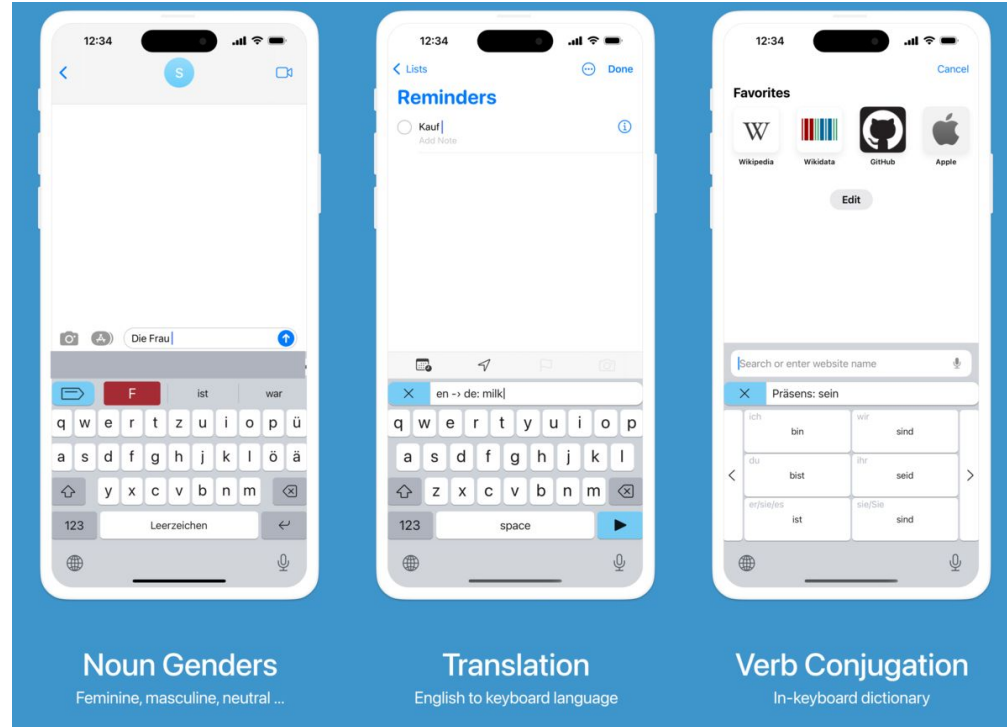 12:34
S
Die Frau
F ist war
q w e r t z u i o p ü
a s d f g h j k l ö ä
y x c v b n m
123 Leerzeichen
Noun Genders
Feminine, masculine, neutral ...
12:34
Lists Done
Reminders
Kauf
Add Note
en -> de: milk
q w e r t y u i o p
a s d f g h j k l
z x c v b n m
123 space
Translation
English to keyboard language
12:34
Cancel
Favorites
W
Wikipedia Wikidata GitHub Apple
Edit
Search or enter website name
Präsens: sein
ich wir
bin sind
du ihr
bist seid
er/sie/es sie/Sie
ist sind
Verb Conjugation
In-keyboard dictionary